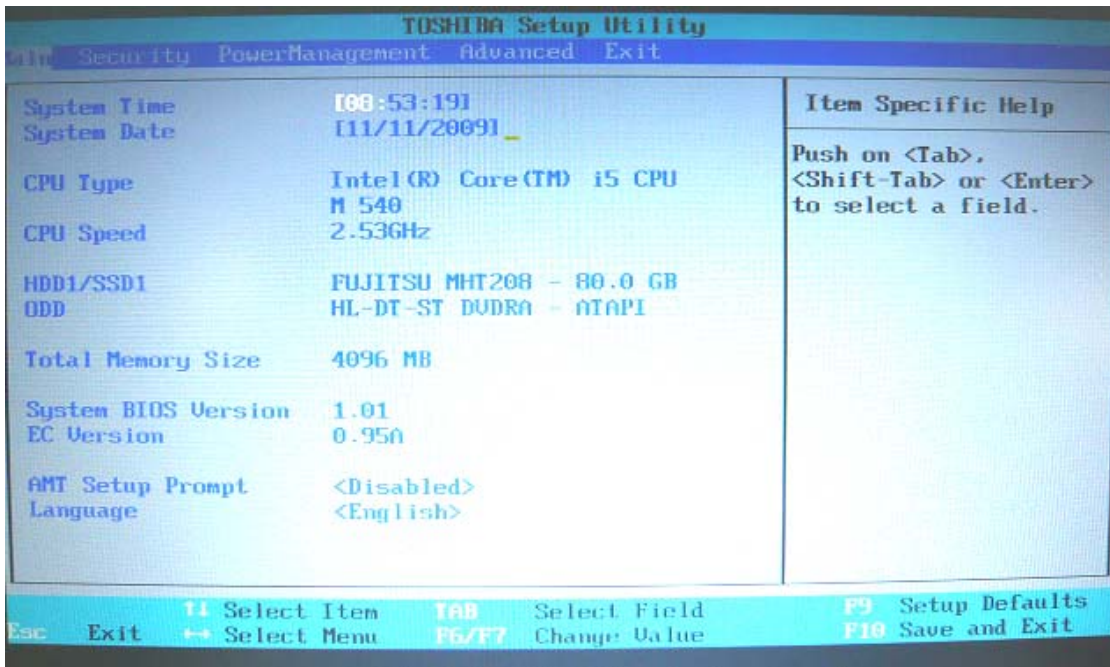 TOSHIBA Setup Utility
Main Security PowerManagement Advanced Exit
System Time [08:53:19]
System Date [11/11/2009]
CPU Type Intel(R) Core(TM) i5 CPU
M 540
CPU Speed 2.53GHz
HDD1/SSD1 FUJITSU MHT208 - 80.0 GB
ODD HL-DT-ST DVDRA - ATAPI
Total Memory Size 4096 MB
System BIOS Version 1.01
EC Version 0.95A
AMT Setup Prompt <Disabled>
Language <English>
Item Specific Help
Push on <Tab>,
<Shift-Tab> or <Enter>
to select a field.
↑↓ Select Item TAB Select Field F9 Setup Defaults
Esc Exit ↔ Select Menu F6/F7 Change Value F10 Save and Exit